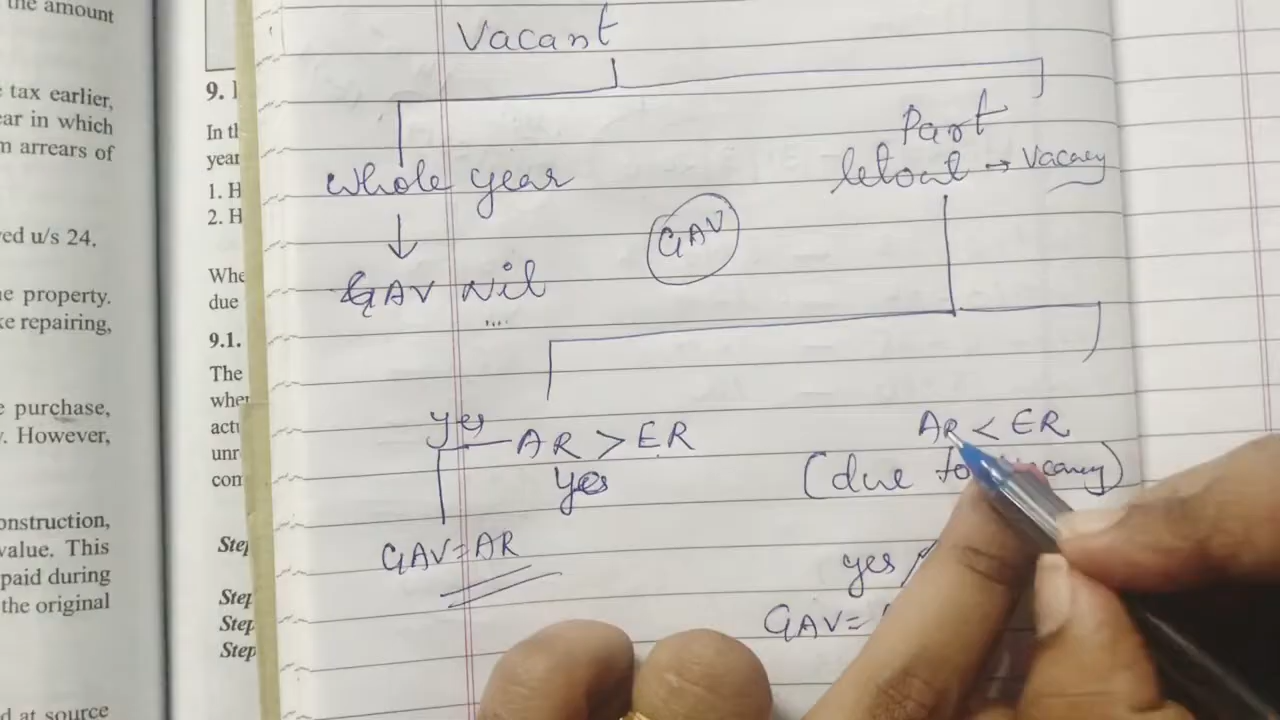 the amount
tax earlier,
ear in which
m arrears of
ed u/s 24.
e property.
ke repairing,
e purchase,
y. However,
onstruction,
value. This
paid during
the original
d at source
9.
In th
year
1. H
2. H
Whe
due
9.1.
The
when
actu
unr
con
Step
Step
Step
Step
Vacant
Whole year
GAV Nil
GAV
Part
letout → Vacancy
yes
AR > ER
yes
GAV = AR
AR < ER
(due to vacancy)
yes
GAV =